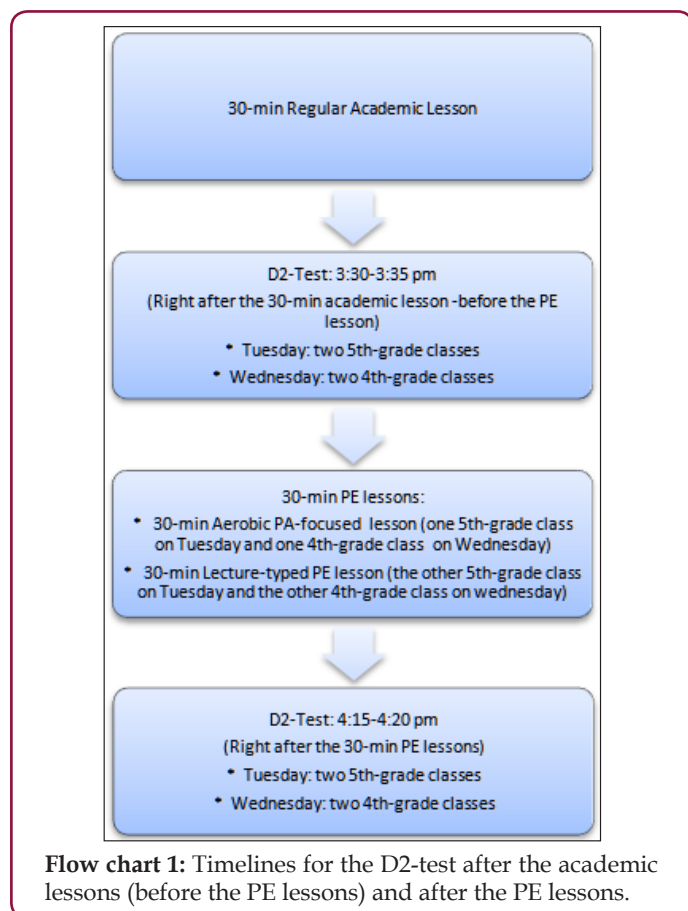 30-min Regular Academic Lesson
D2-Test: 3:30-3:35 pm
(Right after the 30-min academic lesson -before the PE
lesson)
* Tuesday: two 5th-grade classes
* Wednesday: two 4th-grade classes
30-min PE lessons:
* 30-min Aerobic PA-focused lesson (one 5th-grade class
on Tuesday and one 4th-grade class on Wednesday)
* 30-min Lecture-typed PE lesson (the other 5th-grade class
on Tuesday and the other 4th-grade class on wednesday)
D2-Test: 4:15-4:20 pm
(Right after the 30-min PE lessons)
* Tuesday: two 5th-grade classes
* Wednesday: two 4th-grade classes
Flow chart 1: Timelines for the D2-test after the academic
lessons (before the PE lessons) and after the PE lessons.